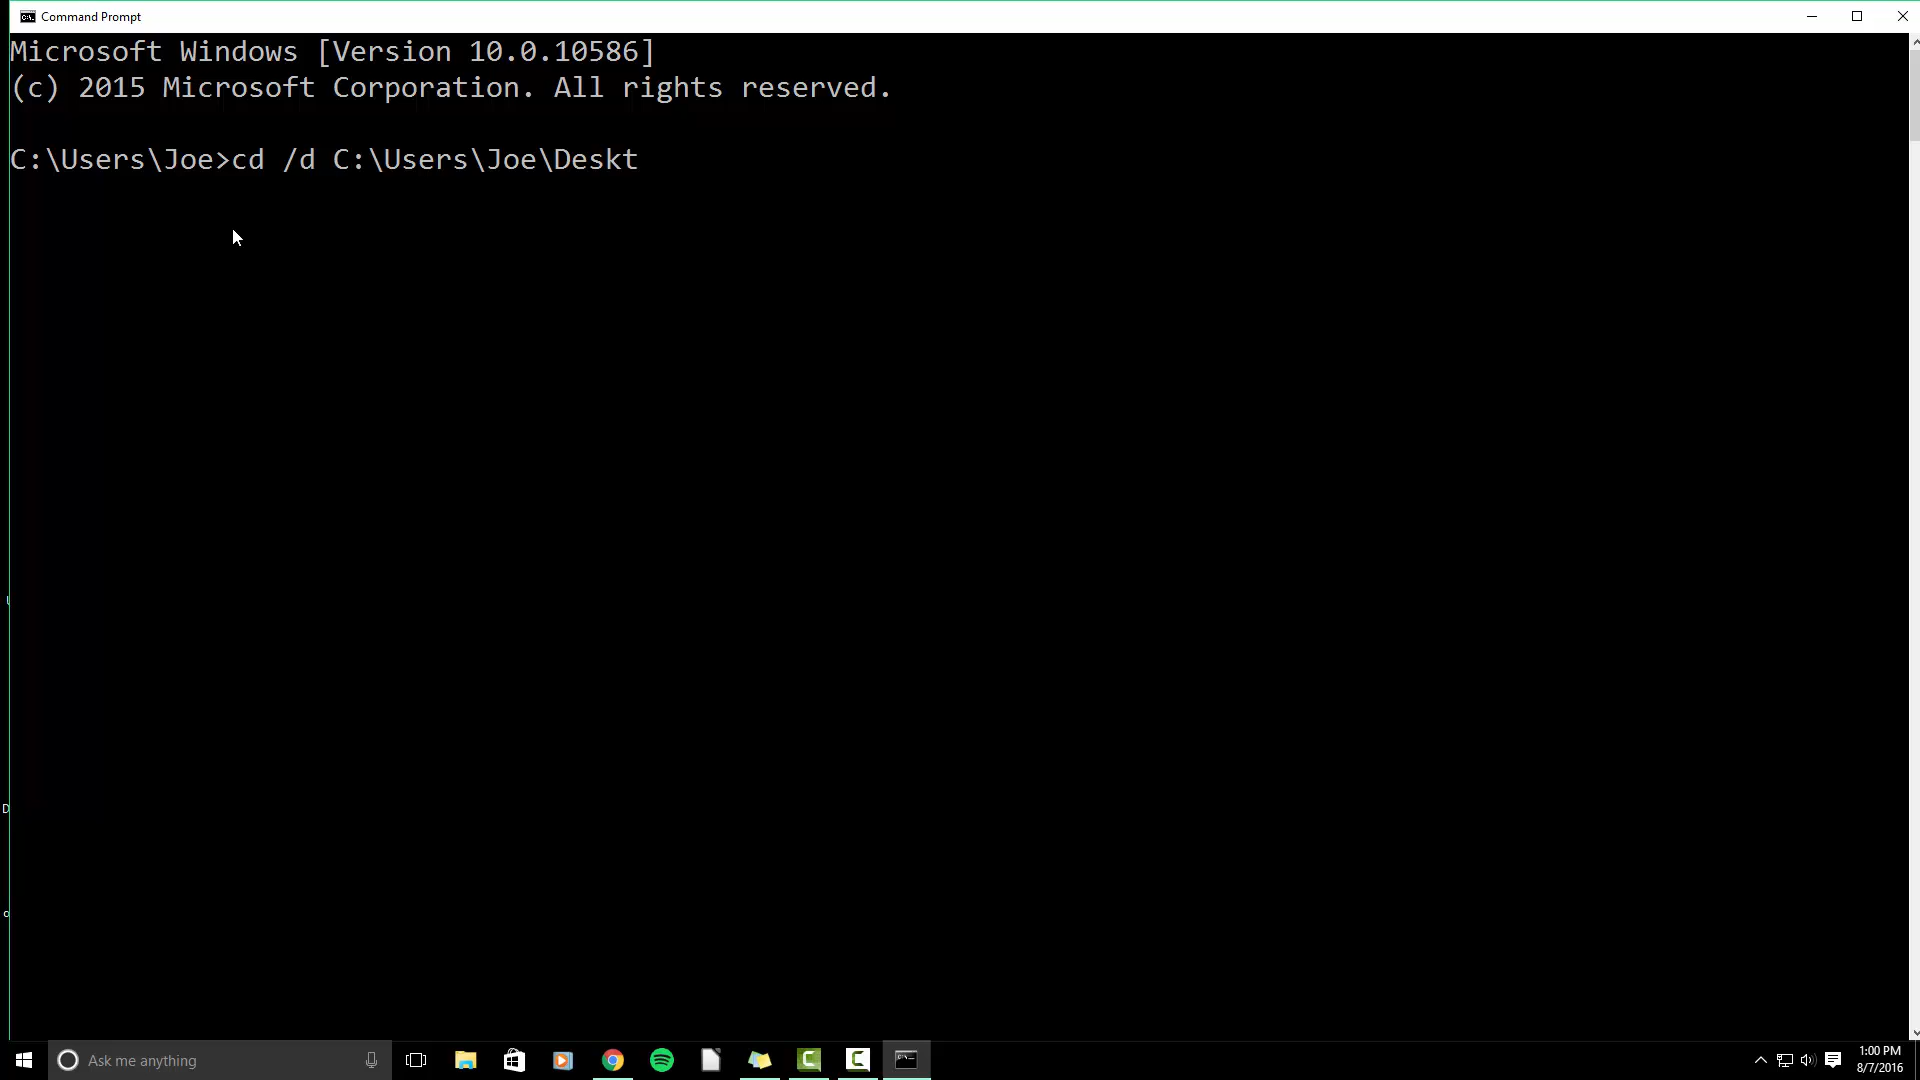 Command Prompt
Microsoft Windows [Version 10.0.10586]
(c) 2015 Microsoft Corporation. All rights reserved.
C:\Users\Joe>cd /d C:\Users\Joe\Deskt
D
Ask me anything
1:00 PM
8/7/2016